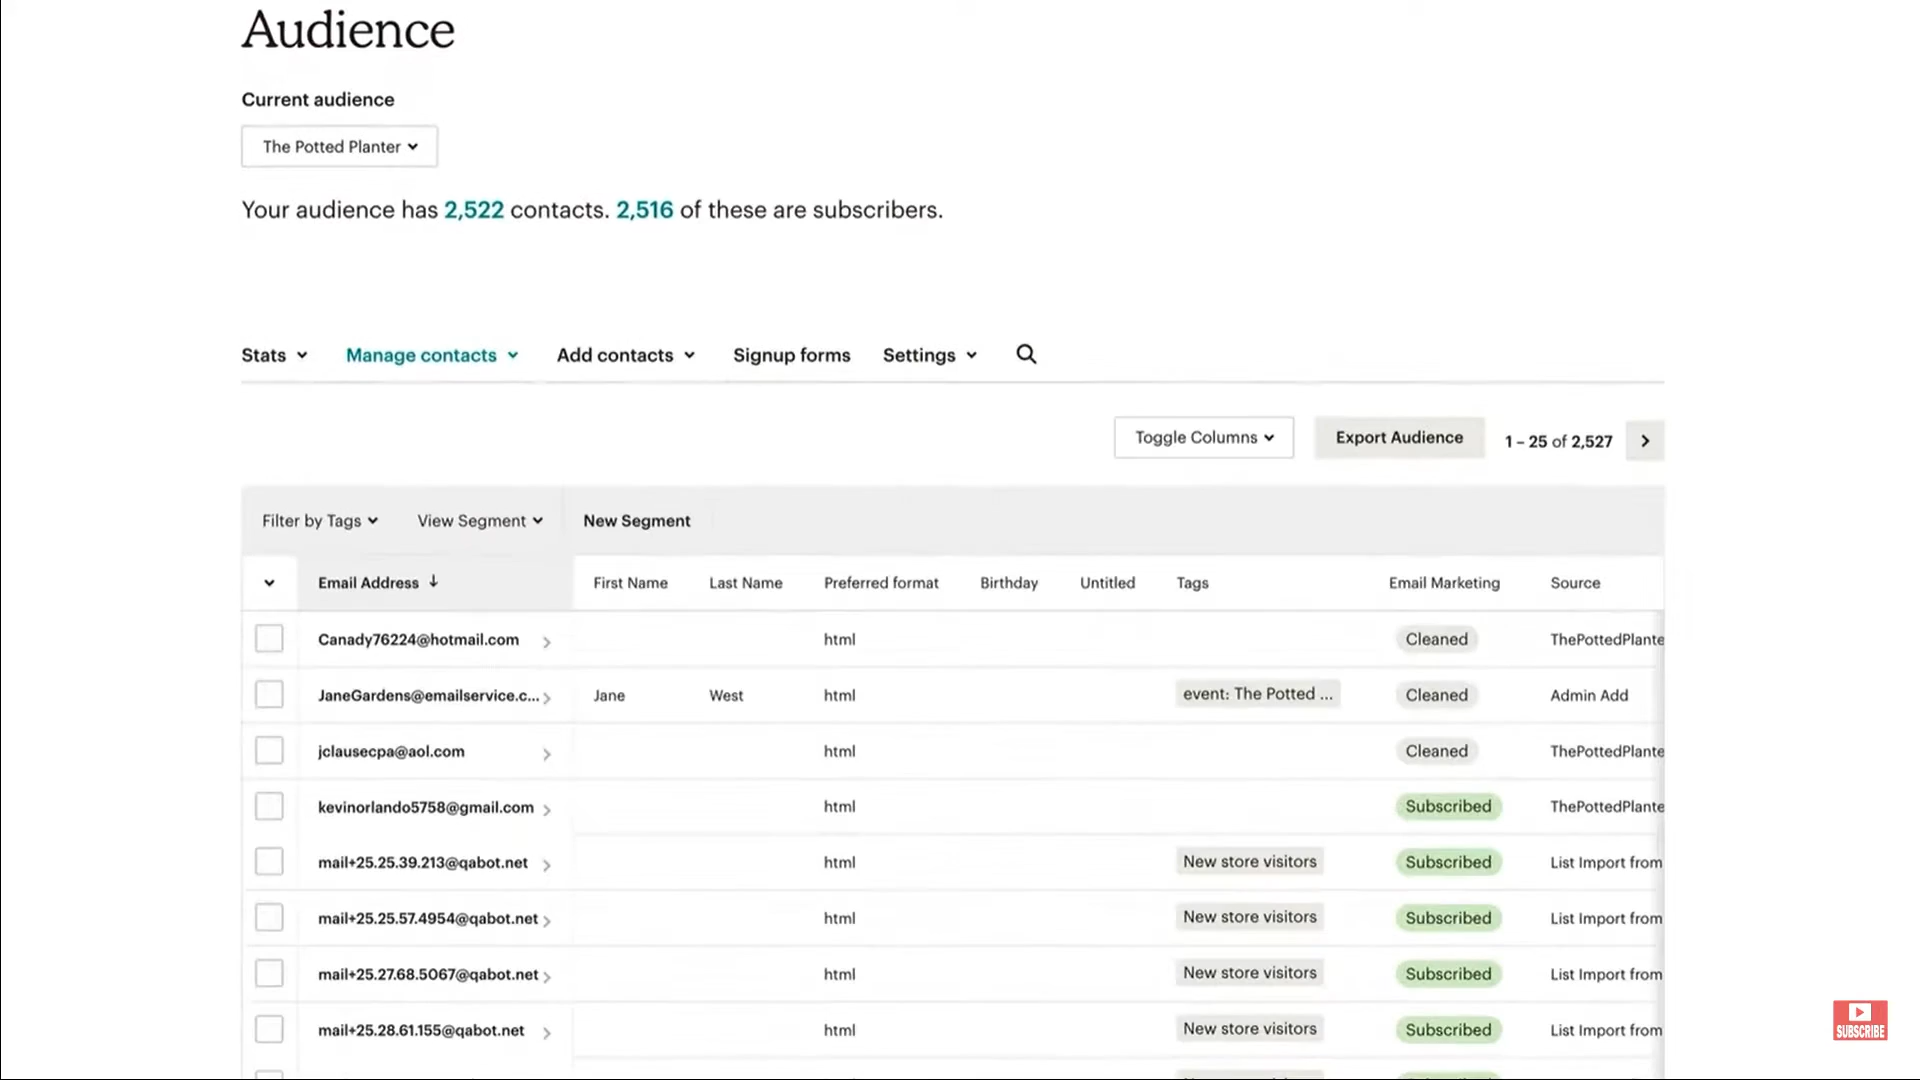 Audience
Current audience
The Potted Planter
Your audience has 2,522 contacts. 2,516 of these are subscribers.
Stats Manage contacts Add contacts Signup forms Settings
Toggle Columns Export Audience 1 – 25 of 2,527
Filter by Tags View Segment New Segment
Email Address First Name Last Name Preferred format Birthday Untitled Tags Email Marketing Source
Canady76224@hotmail.com html Cleaned ThePottedPlante
JaneGardens@emailservice.c... Jane West html event: The Potted ... Cleaned Admin Add
jclausecpa@aol.com html Cleaned ThePottedPlante
kevinorlando5758@gmail.com html Subscribed ThePottedPlante
mail+25.25.39.213@qabot.net html New store visitors Subscribed List Import from
mail+25.25.57.4954@qabot.net html New store visitors Subscribed List Import from
mail+25.27.68.5067@qabot.net html New store visitors Subscribed List Import from
mail+25.28.61.155@qabot.net html New store visitors Subscribed List Import from
SUBSCRIBE